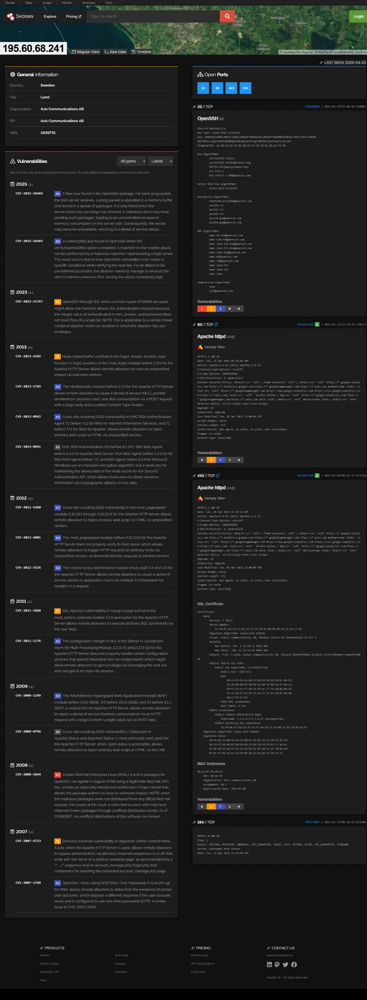 Shodan
Maps
Images
Monitor
Developer
More...
Vallkärra
SHODAN
Explore
Pricing
Type / to search
Login
Södra
Sandby
Revingeby
Harlösa
Lund
Torna
Hällestad
Hjärup
195.60.68.241
Regular View
Raw Data
Timeline
© OpenMapTiles Satellite
© MapTiler © OpenStreetMap contributo
// LAST SEEN: 2025-04-23
General Information
Country Sweden
City Lund
Organization Axis Communications AB
ISP Axis Communications AB
ASN AS39731
Vulnerabilities
All ports
Latest
Note: the device may not be impacted by all of these issues. The vulnerabilities are implied based on the software and version.
2025 (2)
CVE-2025-26466
5.9 A flaw was found in the OpenSSH package. For each ping packet
the SSH server receives, a pong packet is allocated in a memory buffer
and stored in a queue of packages. It is only freed when the
server/client key exchange has finished. A malicious client may keep
sending such packages, leading to an uncontrolled increase in
memory consumption on the server side. Consequently, the server
may become unavailable, resulting in a denial of service attack.
CVE-2025-26465
6.8 A vulnerability was found in OpenSSH when the
VerifyHostKeyDNS option is enabled. A machine-in-the-middle attack
can be performed by a malicious machine impersonating a legit server.
This issue occurs due to how OpenSSH mishandles error codes in
specific conditions when verifying the host key. For an attack to be
considered successful, the attacker needs to manage to exhaust the
client's memory resource first, turning the attack complexity high.
2023 (1)
CVE-2023-51767
7.0 OpenSSH through 9.6, when common types of DRAM are used,
might allow row hammer attacks (for authentication bypass) because
the integer value of authenticated in mm_answer_authpassword does
not resist flips of a single bit. NOTE: this is applicable to a certain threat
model of attacker-victim co-location in which the attacker has user
privileges.
2013 (4)
CVE-2013-4365
7.5 Heap-based buffer overflow in the fcgid_header_bucket_read
function in fcgid_bucket.c in the mod_fcgid module before 2.3.9 for the
Apache HTTP Server allows remote attackers to have an unspecified
impact via unknown vectors.
CVE-2013-2765
5.0 The ModSecurity module before 2.7.4 for the Apache HTTP Server
allows remote attackers to cause a denial of service (NULL pointer
dereference, process crash, and disk consumption) via a POST request
with a large body and a crafted Content-Type header.
CVE-2013-0942
4.3 Cross-site scripting (XSS) vulnerability in EMC RSA Authentication
Agent 7.1 before 7.1.1 for Web for Internet Information Services, and 7.1
before 7.1.1 for Web for Apache, allows remote attackers to inject
arbitrary web script or HTML via unspecified vectors.
CVE-2013-0941
2.1 EMC RSA Authentication API before 8.1 SP1, RSA Web Agent
before 5.3.5 for Apache Web Server, RSA Web Agent before 5.3.5 for IIS,
RSA PAM Agent before 7.0, and RSA Agent before 6.1.4 for Microsoft
Windows use an improper encryption algorithm and a weak key for
maintaining the stored data of the node secret for the SecurID
Authentication API, which allows local users to obtain sensitive
information via cryptographic attacks on this data.
2012 (3)
CVE-2012-4360
4.3 Cross-site scripting (XSS) vulnerability in the mod_pagespeed
module 0.10.19.1 through 0.10.22.4 for the Apache HTTP Server allows
remote attackers to inject arbitrary web script or HTML via unspecified
vectors.
CVE-2012-4001
5.0 The mod_pagespeed module before 0.10.22.6 for the Apache
HTTP Server does not properly verify its host name, which allows
remote attackers to trigger HTTP requests to arbitrary hosts via
unspecified vectors, as demonstrated by requests to intranet servers.
CVE-2012-3526
5.0 The reverse proxy add forward module (mod_rpaf) 0.5 and 0.6 for
the Apache HTTP Server allows remote attackers to cause a denial of
service (server or application crash) via multiple X-Forwarded-For
headers in a request.
2011 (2)
CVE-2011-2688
7.5 SQL injection vulnerability in mysql/mysql-auth.pl in the
mod_authnz_external module 3.2.5 and earlier for the Apache HTTP
Server allows remote attackers to execute arbitrary SQL commands via
the user field.
CVE-2011-1176
4.3 The configuration merger in itk.c in the Steinar H. Gunderson
mpm-itk Multi-Processing Module 2.2.11-01 and 2.2.11-02 for the
Apache HTTP Server does not properly handle certain configuration
sections that specify NiceValue but not AssignUserID, which might
allow remote attackers to gain privileges by leveraging the root uid
and root gid of an mpm-itk process.
2009 (2)
CVE-2009-2299
5.0 The Artofdefence Hyperguard Web Application Firewall (WAF)
module before 2.5.5-11635, 3.0 before 3.0.3-11636, and 3.1 before 3.1.1-
11637, a module for the Apache HTTP Server, allows remote attackers
to cause a denial of service (memory consumption) via an HTTP
request with a large Content-Length value but no POST data.
CVE-2009-0796
2.6 Cross-site scripting (XSS) vulnerability in Status.pm in
Apache::Status and Apache2::Status in mod_perl1 and mod_perl2 for
the Apache HTTP Server, when /perl-status is accessible, allows
remote attackers to inject arbitrary web script or HTML via the URI.
2008 (1)
CVE-2008-3844
9.3 Certain Red Hat Enterprise Linux (RHEL) 4 and 5 packages for
OpenSSH, as signed in August 2008 using a legitimate Red Hat GPG
key, contain an externally introduced modification (Trojan Horse) that
allows the package authors to have an unknown impact. NOTE: since
the malicious packages were not distributed from any official Red Hat
sources, the scope of this issue is restricted to users who may have
obtained these packages through unofficial distribution points. As of
20080827, no unofficial distributions of this software are known.
2007 (2)
CVE-2007-4723
7.5 Directory traversal vulnerability in Ragnarok Online Control Panel
4.3.4a, when the Apache HTTP Server is used, allows remote attackers
to bypass authentication via directory traversal sequences in a URI that
ends with the name of a publicly available page, as demonstrated by a
"/...../" sequence and an account_manage.php/login.php final
component for reaching the protected account_manage.php page.
CVE-2007-2768
4.3 OpenSSH, when using OPIE (One-Time Passwords in Everything)
for PAM, allows remote attackers to determine the existence of certain
user accounts, which displays a different response if the user account
exists and is configured to use one-time passwords (OTP), a similar
issue to CVE-2007-2243.
Open Ports
22 80 443 554
// 22 / TCP
-278428030 | 2025-04-23T15:04:26.369063
OpenSSH 9.8
SSH-2.0-OpenSSH_9.8
Key type: ecdsa-sha2-nistp256
Fingerprint: 16:0d:da:de:5f:8b:84:7e:15:39:1d:8c:d6:a1:f5:50
Kex Algorithms:
curve25519-sha256
curve25519-sha256@libssh.org
diffie-hellman-group14-sha1
ext-info-s
kex-strict-s-v00@openssh.com
Server Host Key Algorithms:
ecdsa-sha2-nistp256
Encryption Algorithms:
chacha20-poly1305@openssh.com
aes128-ctr
aes192-ctr
aes256-ctr
aes128-gcm@openssh.com
aes256-gcm@openssh.com
MAC Algorithms:
umac-64-etm@openssh.com
umac-128-etm@openssh.com
hmac-sha2-256-etm@openssh.com
hmac-sha2-512-etm@openssh.com
hmac-sha1-etm@openssh.com
umac-64@openssh.com
umac-128@openssh.com
hmac-sha2-256
hmac-sha2-512
hmac-sha1
Compression Algorithms:
none
zlib@openssh.com
Vulnerabilities
1 1 3 0 0
// 80 / TCP
1814243360 | 2025-04-22T17:58:19.350677
Apache httpd 2.4.62
<empty title>
HTTP/1.1 200 OK
Date: Tue, 22 Apr 2025 05:59:46 GMT
Server: Apache/2.4.62 (Unix) OpenSSL/3.0.15
X-Content-Type-Options: nosniff
X-Frame-Options: SAMEORIGIN
X-XSS-Protection: 1; mode=block
Content-Security-Policy: default-src 'self'; frame-ancestors 'self'; connect-src 'self' https://*.google-analyt
ics.com https://*.analytics.google.com https://*.googletagmanager.com https://*.axis.com mediastream: blob:; sc
ript-src 'self' https://*.googletagmanager.com https://www.google-analytics.com https://ssl.google-analytics.co
m https://*.axis.com; style-src 'self' 'unsafe-inline'; img-src 'self' https://*.google-analytics.com https://
*.googletagmanager.com https://*.axis.com data: blob:; media-src 'self' mediastream: blob:; object-src 'none'
Referrer-Policy: strict-origin-when-cross-origin
Upgrade: h2
Connection: Upgrade
Last-Modified: Tue, 05 Apr 2011 23:00:00 GMT
Accept-Ranges: bytes
Content-Length: 173
Cache-Control: max-age=0, no-cache, no-store, must-revalidate
Pragma: no-cache
Content-Type: text/html
Vulnerabilities
0 3 7 2 0
// 443 / TCP
1814243360 | 2025-04-06T09:41:27.677520
Apache httpd 2.4.62
<empty title>
HTTP/1.1 200 OK
Date: Sat, 05 Apr 2025 21:42:54 GMT
Server: Apache/2.4.62 (Unix) OpenSSL/3.0.15
X-Content-Type-Options: nosniff
X-Frame-Options: SAMEORIGIN
X-XSS-Protection: 1; mode=block
Content-Security-Policy: default-src 'self'; frame-ancestors 'self'; connect-src 'self' https://*.google-analyt
ics.com https://*.analytics.google.com https://*.googletagmanager.com https://*.axis.com mediastream: blob:; sc
ript-src 'self' https://*.googletagmanager.com https://www.google-analytics.com https://ssl.google-analytics.co
m https://*.axis.com; style-src 'self' 'unsafe-inline'; img-src 'self' https://*.google-analytics.com https://
*.googletagmanager.com https://*.axis.com data: blob:; media-src 'self' mediastream: blob:; object-src 'none'
Referrer-Policy: strict-origin-when-cross-origin
Upgrade: h2
Connection: Upgrade
Last-Modified: Tue, 05 Apr 2011 23:00:00 GMT
Accept-Ranges: bytes
Content-Length: 173
Cache-Control: max-age=0, no-cache, no-store, must-revalidate
Pragma: no-cache
Content-Type: text/html
SSL Certificate
Certificate:
Data:
Version: 3 (0x2)
Serial Number:
Signature Algorithm: ecdsa-with-SHA256
Issuer: O=Axis Communications AB, CN=Axis device ID Intermediate CA ECC 2
Validity
Not Before: Feb 4 21:18:32 2022 GMT
Not After : Dec 31 23:59:59 9999 GMT
Subject: C=SE, L=Lund, O=Axis Communications AB, CN=axis-b8a44f5098a2-eccp256-1/serialNumber=b8a44f5098
a2
Subject Public Key Info:
Public Key Algorithm: id-ecPublicKey
Public-Key: (256 bit)
pub:
ASN1 OID: prime256v1
NIST CURVE: P-256
X509v3 extensions:
X509v3 Subject Alternative Name:
othername: 1.3.6.1.5.5.7.8.4::<unsupported>
X509v3 Authority Key Identifier:
Signature Algorithm: ecdsa-with-SHA256
Signature Value:
MAC Addresses
B8:A4:4F:50:98:A2
OUI: B8:A4:4F
Organization: Axis Communications AB
Assignment: MA-L
Registration Date: 2019-03-06
Vulnerabilities
0 3 7 2 0
// 554 / TCP
789217087 | 2025-04-23T09:48:23.031486
RTSP/1.0 200 OK
CSeq: 1
Public: OPTIONS, DESCRIBE, ANNOUNCE, GET_PARAMETER, PAUSE, PLAY, RECORD, SETUP, SET_PARAMETER, TEARDOWN
Server: GStreamer RTSP server
Date: Tue, 22 Apr 2025 21:49:49 GMT
// PRODUCTS
Monitor
Search Engine
Developer API
Maps
Bulk Data
Images
Snippets
// PRICING
Membership
API Subscriptions
Enterprise
// CONTACT US
support@shodan.io
Shodan ® - All rights reserved